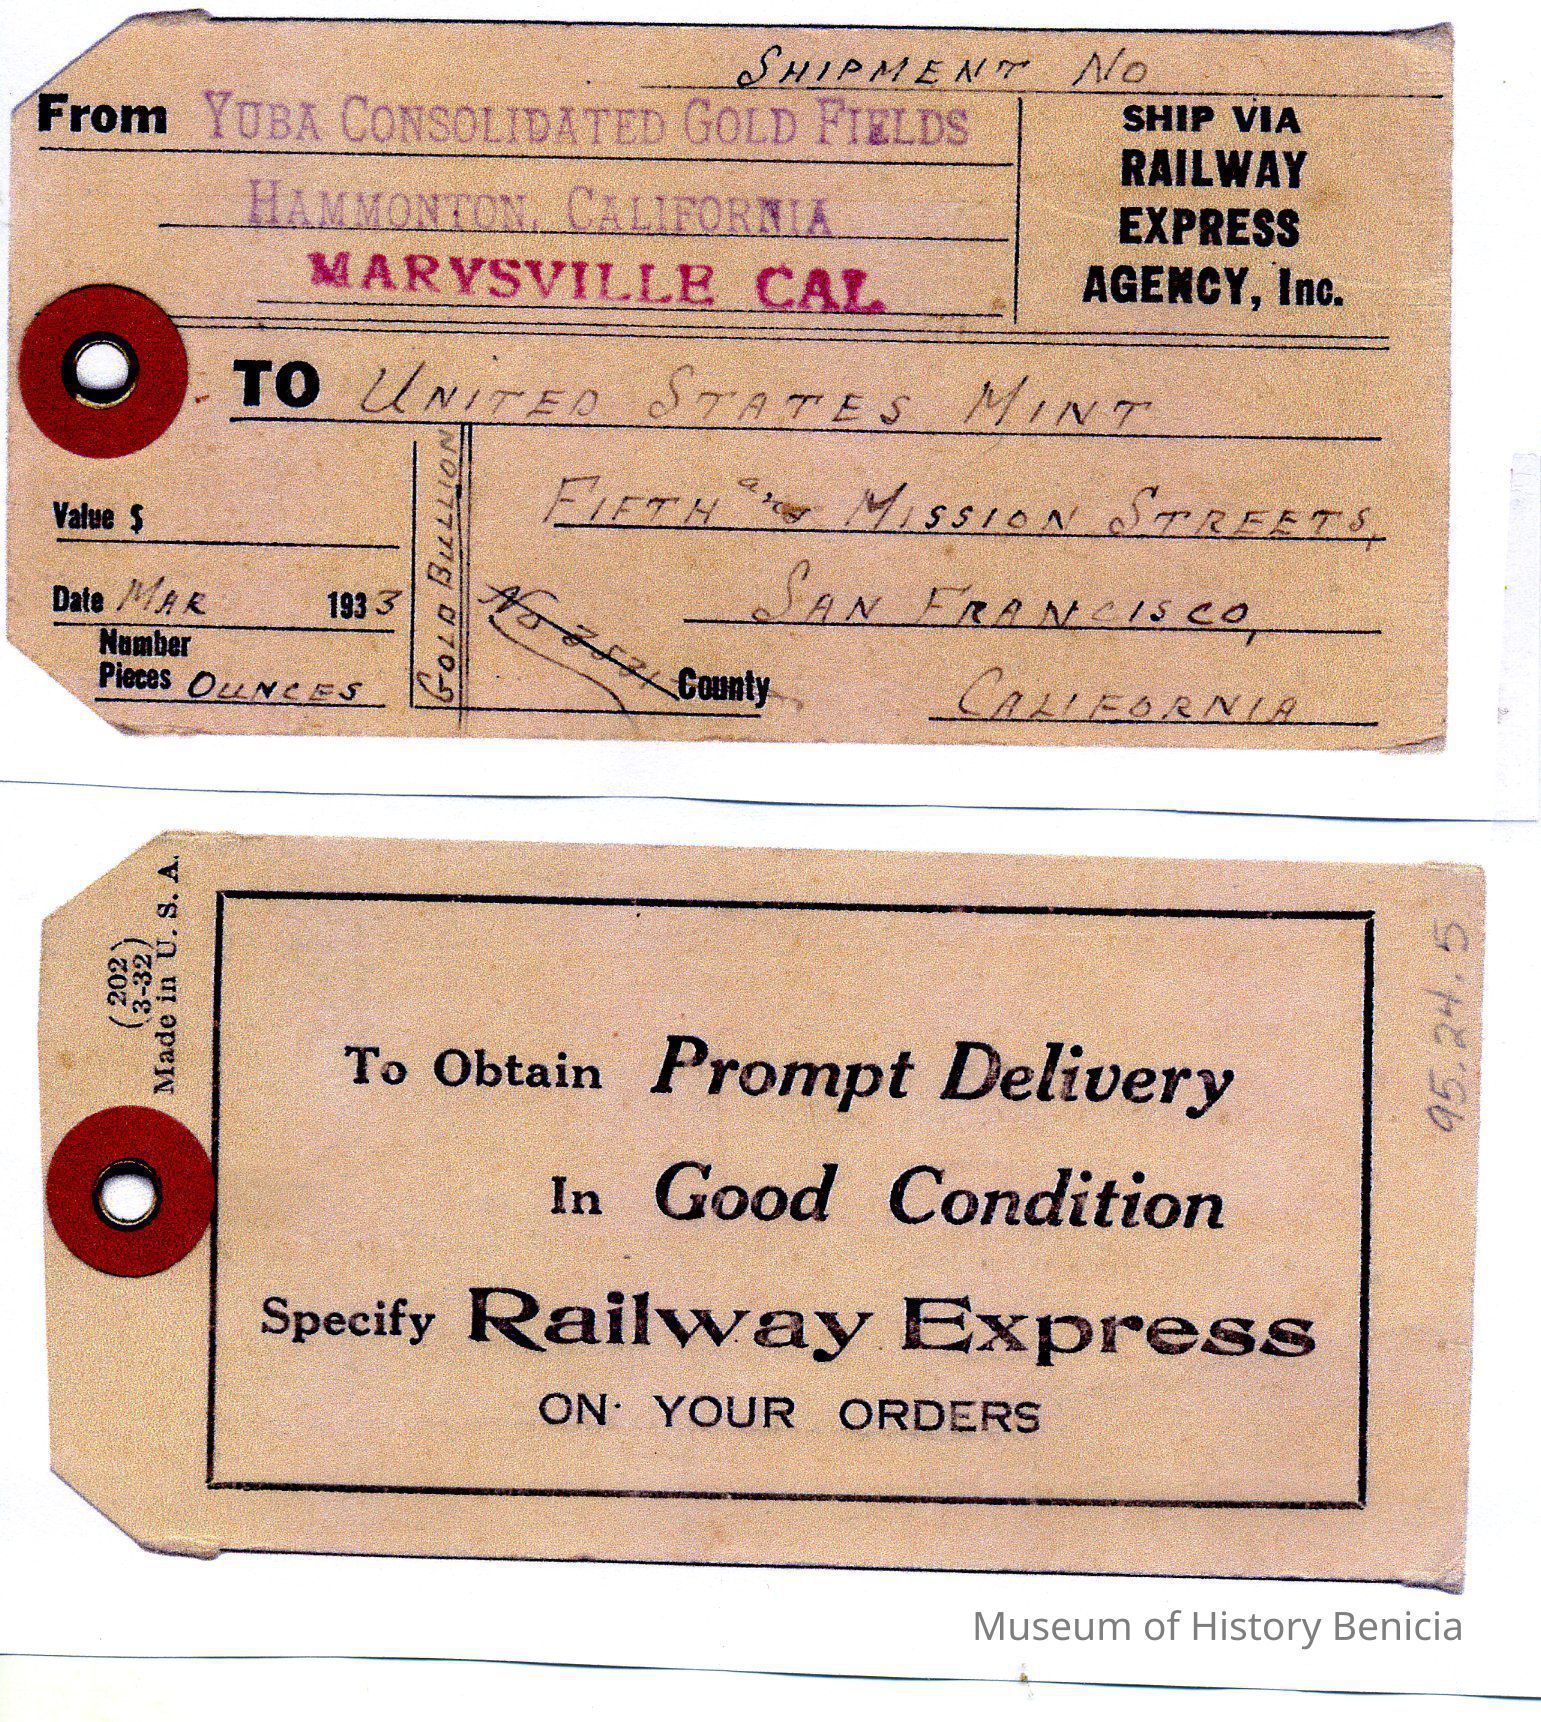 SHIPMENT NO
From YUBA CONSOLIDATED GOLD FIELDS
HAMMONTON, CALIFORNIA
MARYSVILLE CAL.
SHIP VIA
RAILWAY
EXPRESS
AGENCY, Inc.
TO UNITED STATES MINT
FIFTH and MISSION STREETS,
SAN FRANCISCO,
County CALIFORNIA
Value $
Date MAR 1933
Number
Pieces OUNCES
GOLD BULLION
No
(202)
(3-32)
Made in U. S. A.
To Obtain Prompt Delivery
In Good Condition
Specify Railway Express
ON YOUR ORDERS
95.24.5
Museum of History Benicia